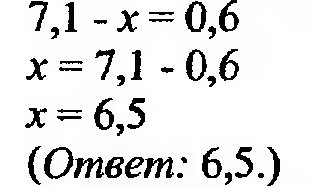 7,1 - x = 0,6
x = 7,1 - 0,6
x = 6,5
(Ответ: 6,5.)